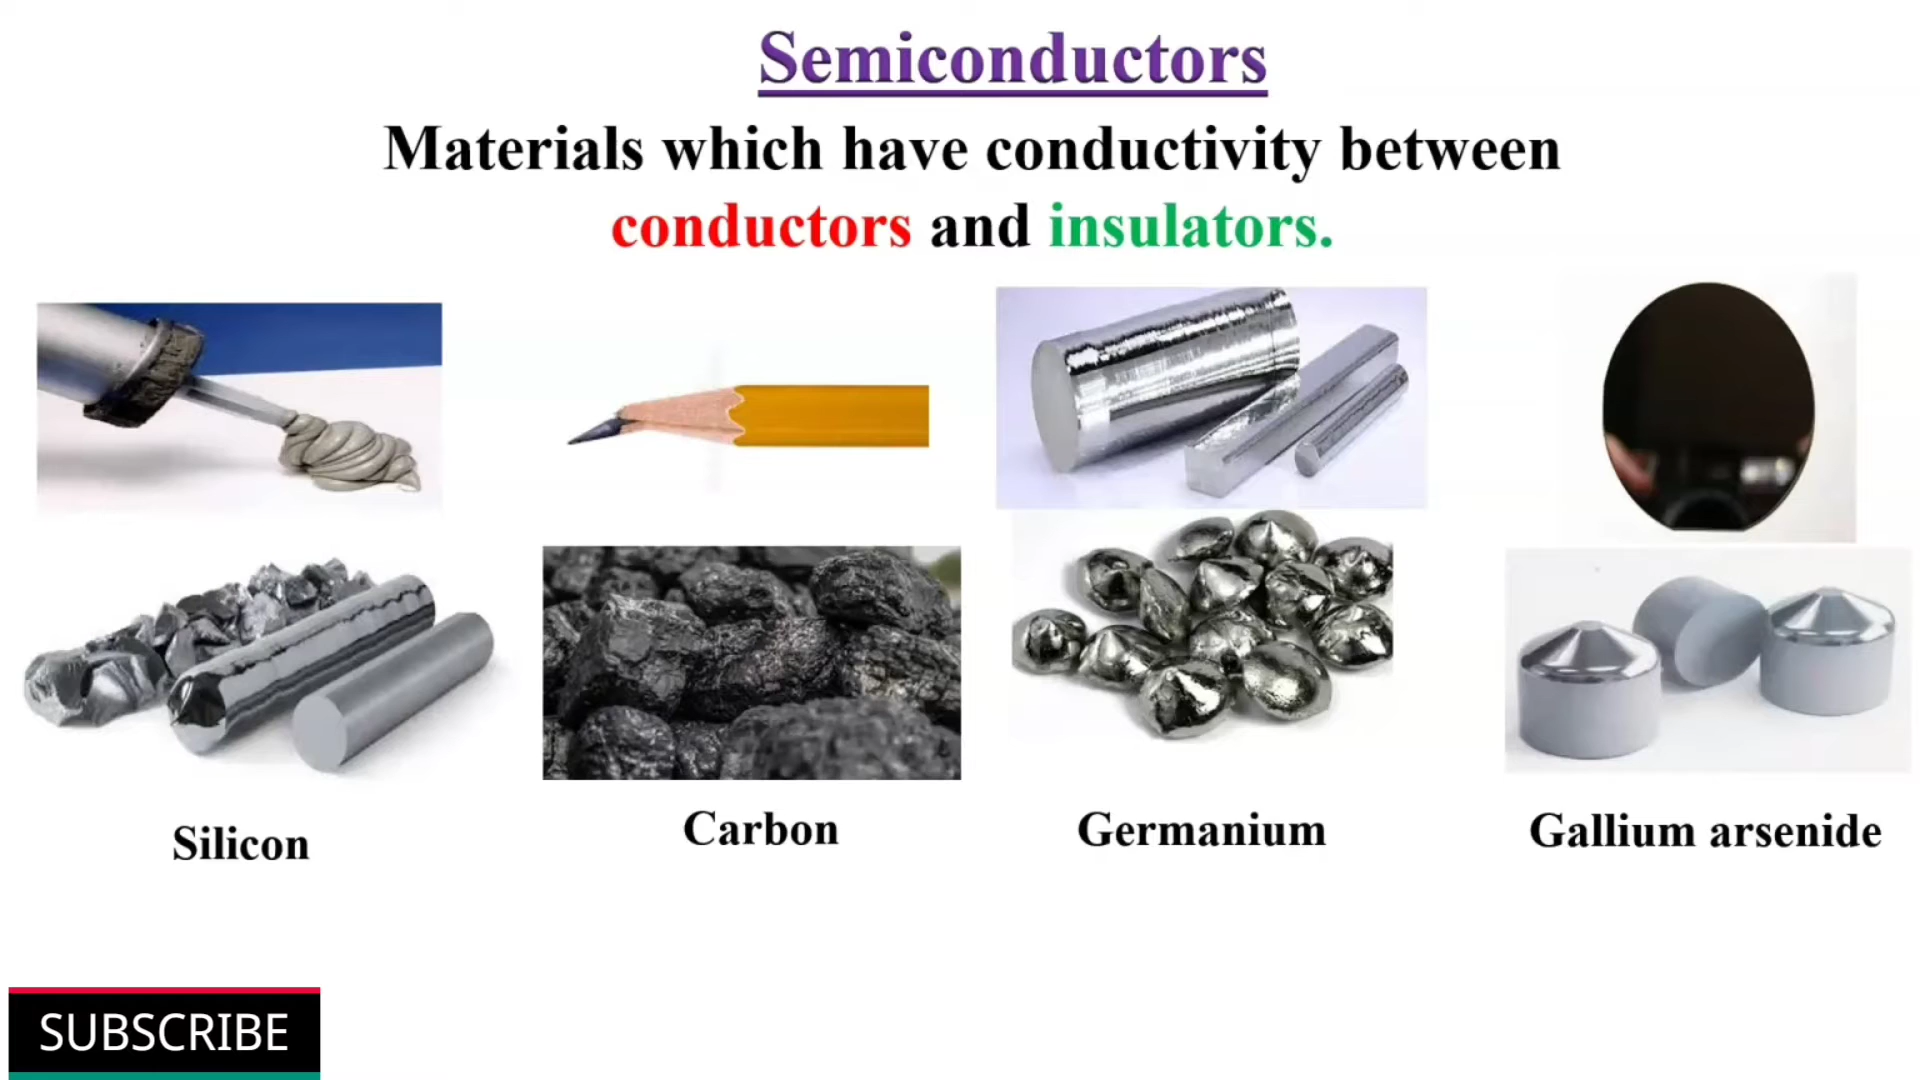 Semiconductors
Materials which have conductivity between
conductors and insulators.
Silicon
Carbon
Germanium
Gallium arsenide
SUBSCRIBE